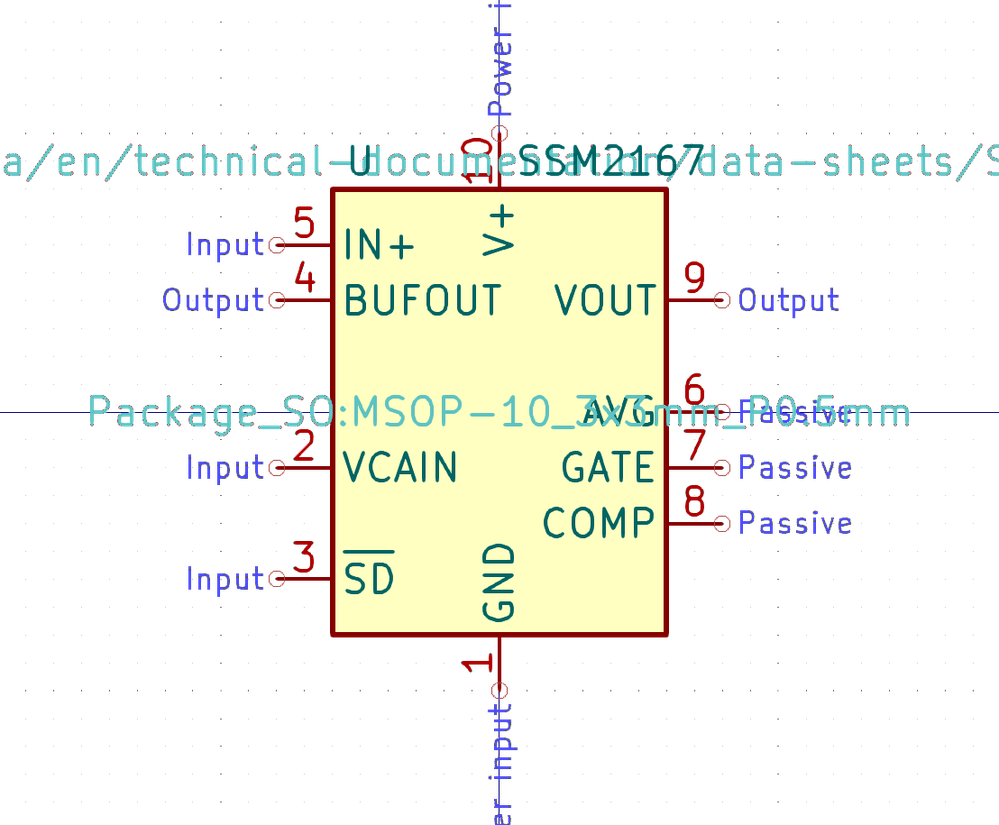 Power i
a/en/technical-documentation/data-sheets/S
U 10 SSM2167
V+
Input 5 IN+
Output 4 BUFOUT VOUT 9 Output
Package_SO:MSOP-10_3x3mm_P0.5mm
AVG 6 Passive
Input 2 VCAIN GATE 7 Passive
COMP 8 Passive
Input 3 SD
GND
1
er input